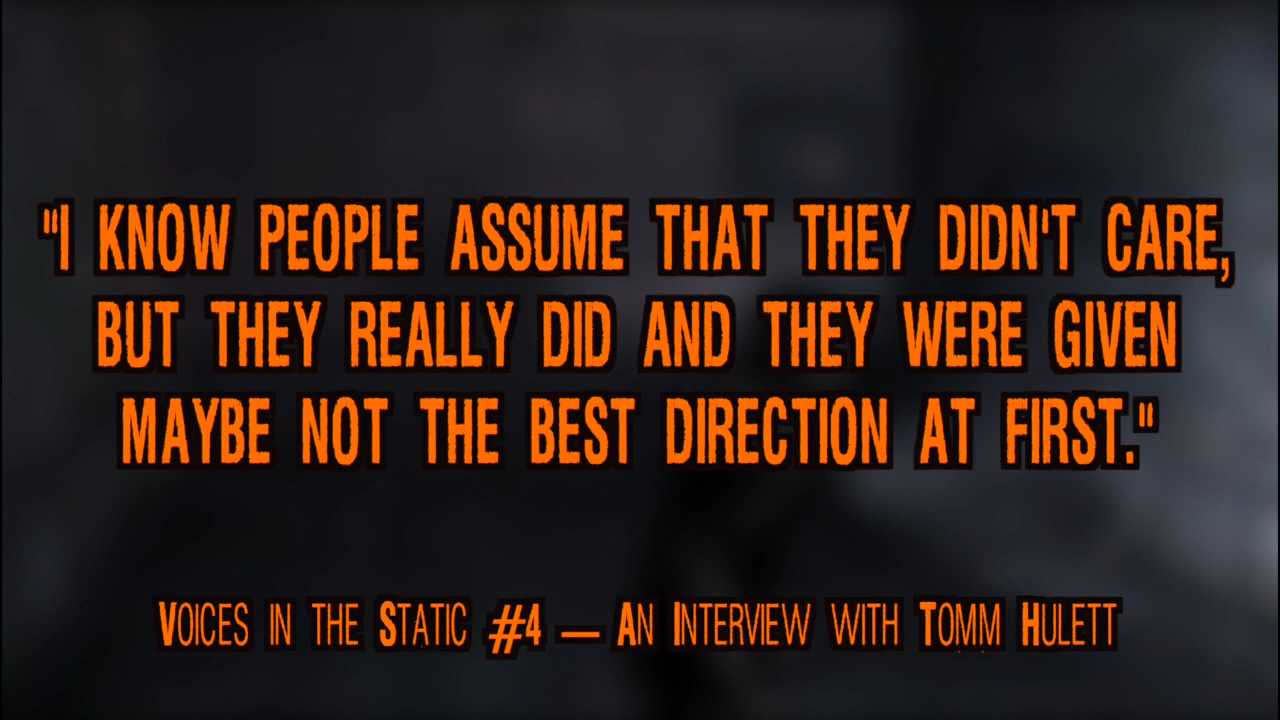 "I KNOW PEOPLE ASSUME THAT THEY DIDN'T CARE,
BUT THEY REALLY DID AND THEY WERE GIVEN
MAYBE NOT THE BEST DIRECTION AT FIRST."
VOICES IN THE STATIC #4 — AN INTERVIEW WITH TOMM HULETT